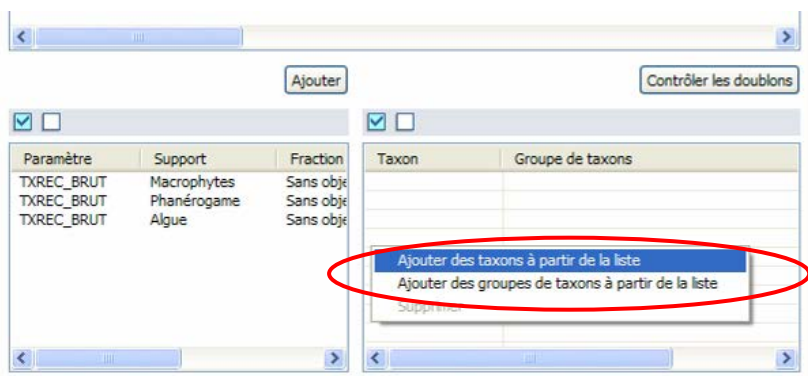 Ajouter
Contrôler les doublons
Paramètre Support Fraction
TXREC_BRUT Macrophytes Sans obje
TXREC_BRUT Phanérogame Sans obje
TXREC_BRUT Algue Sans obje
Taxon Groupe de taxons
Ajouter des taxons à partir de la liste
Ajouter des groupes de taxons à partir de la liste
Supprimer